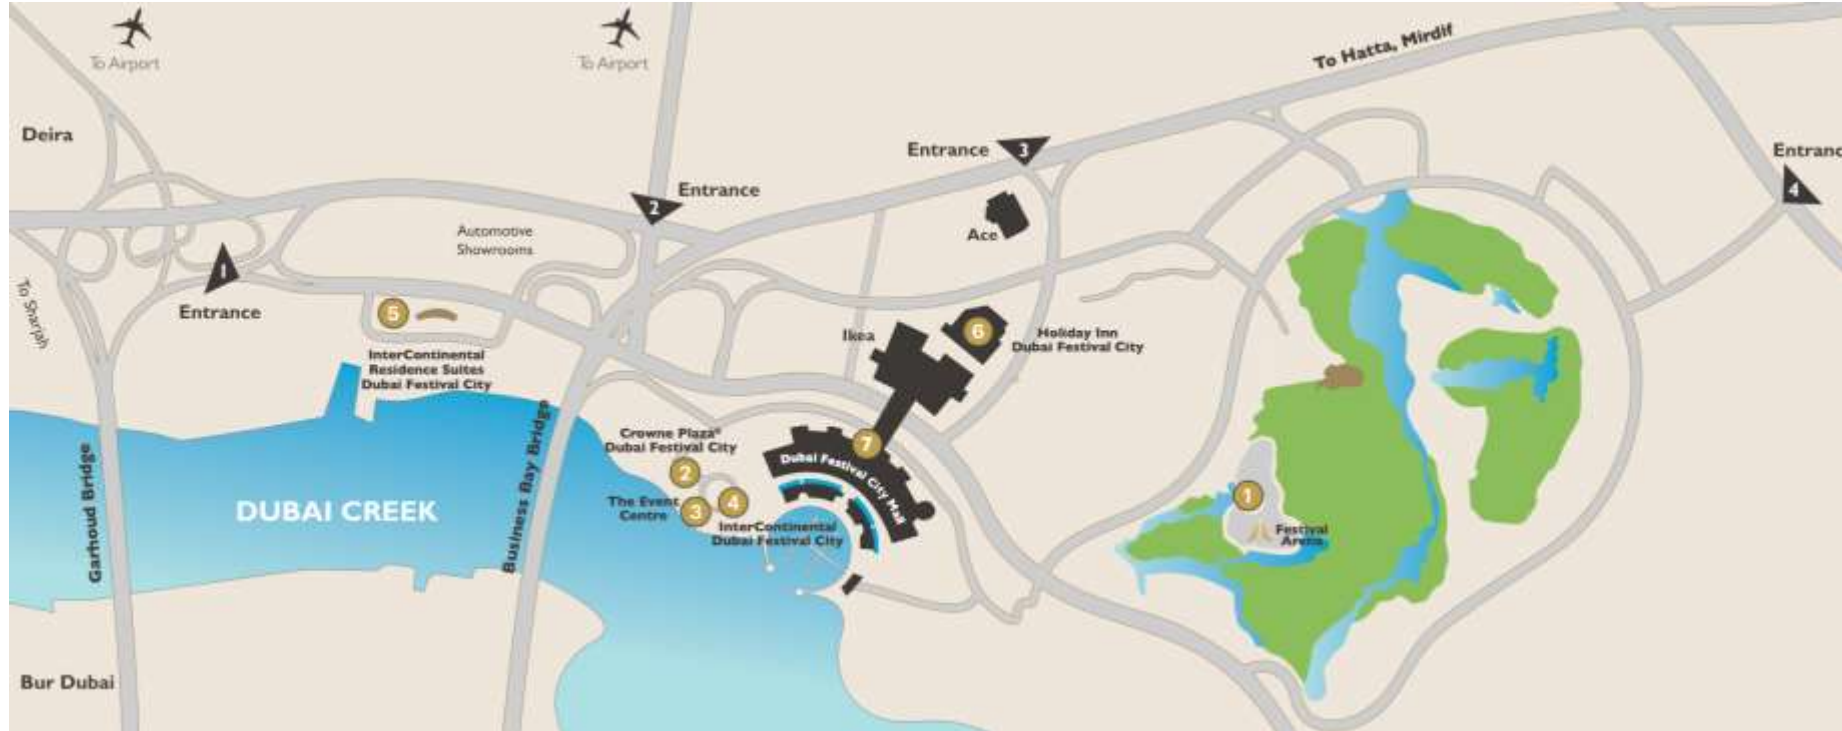 To Airport
To Airport
To Hatta, Mirdif
Deira
Entrance
3
Entranc
4
Entrance
2
Automotive
Showrooms
Ace
1
Entrance
To Sharjah
5
InterContinental
Residence Suites
Dubai Festival City
Ikea
6
Holiday Inn
Dubai Festival City
Garhoud Bridge
Business Bay Bridge
DUBAI CREEK
Crowne Plaza®
Dubai Festival City
2
The Event
Centre
3
4
InterContinental
Dubai Festival City
7
Dubai Festival City Mall
1
Festival
Arena
Bur Dubai